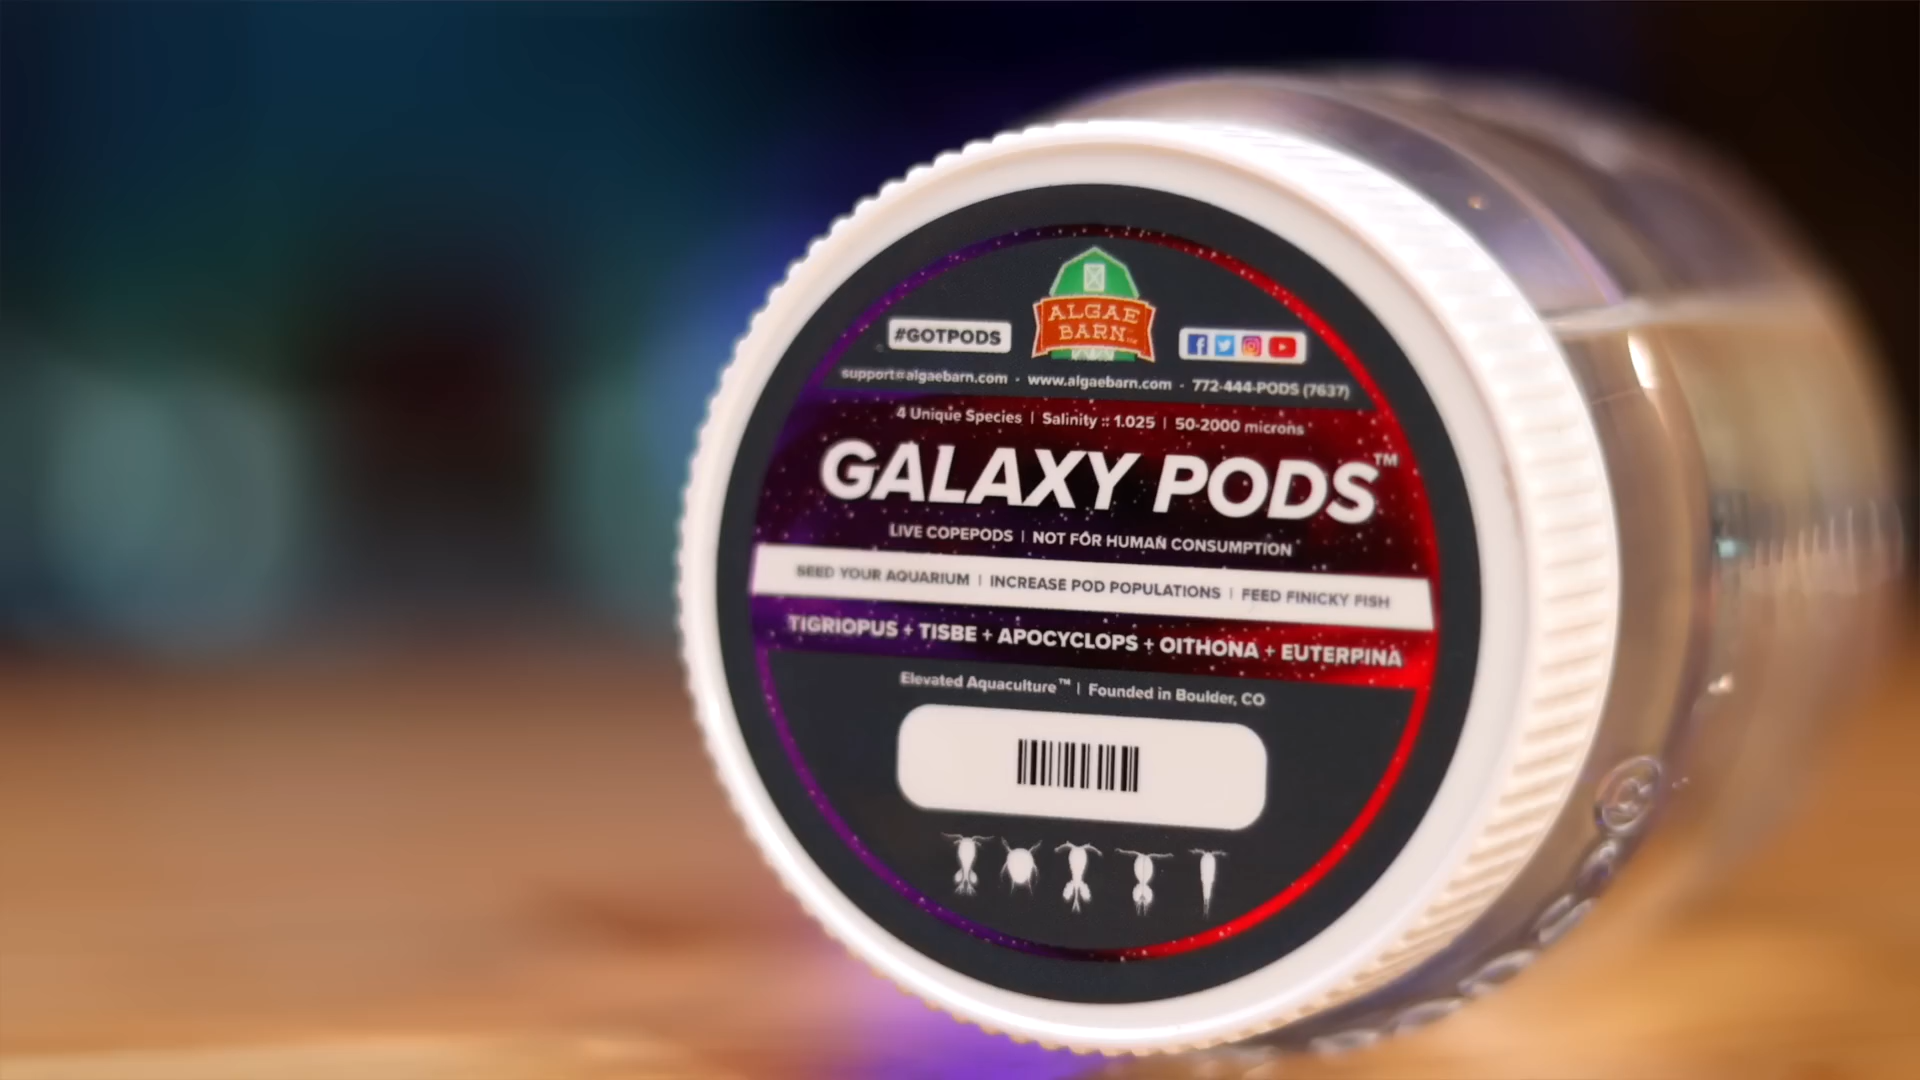 ALGAE
BARN
#GOTPODS
support@algaebarn.com - www.algaebarn.com - 772-444-PODS (7637)
4 Unique Species | Salinity :: 1.025 | 50-2000 microns
GALAXY PODS™
LIVE COPEPODS | NOT FOR HUMAN CONSUMPTION
SEED YOUR AQUARIUM | INCREASE POD POPULATIONS | FEED FINICKY FISH
TIGRIOPUS + TISBE + APOCYCLOPS + OITHONA + EUTERPINA
Elevated Aquaculture™ | Founded in Boulder, CO